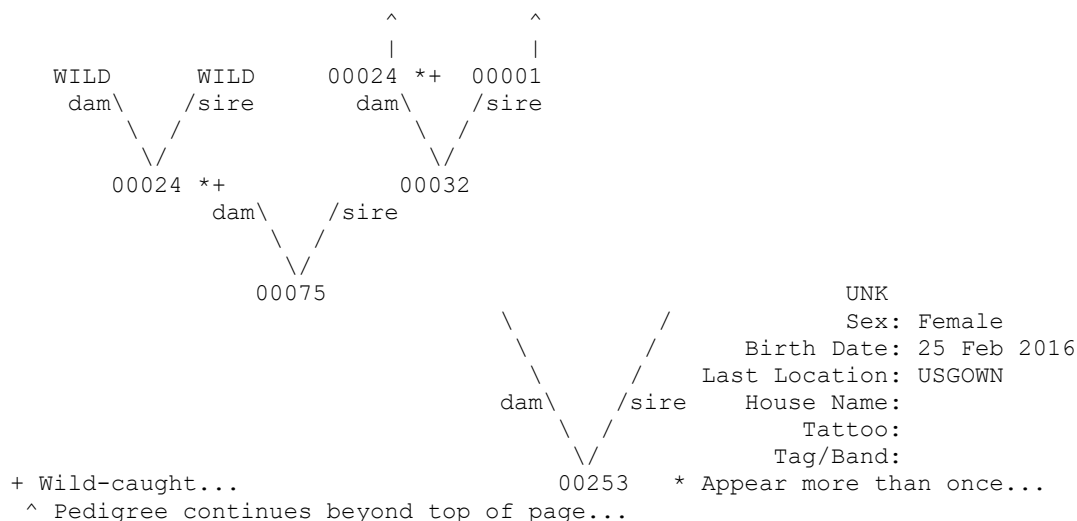 ^ ^
| |
WILD WILD 00024 *+ 00001
dam\ /sire dam\ /sire
\ / \ /
\/ \/
00024 *+ 00032
dam\ /sire
\ /
\/
00075 UNK
\ / Sex: Female
\ / Birth Date: 25 Feb 2016
\ / Last Location: USGOWN
dam\ /sire House Name:
\ / Tattoo:
\/ Tag/Band:
+ Wild-caught... 00253 * Appear more than once...
^ Pedigree continues beyond top of page...